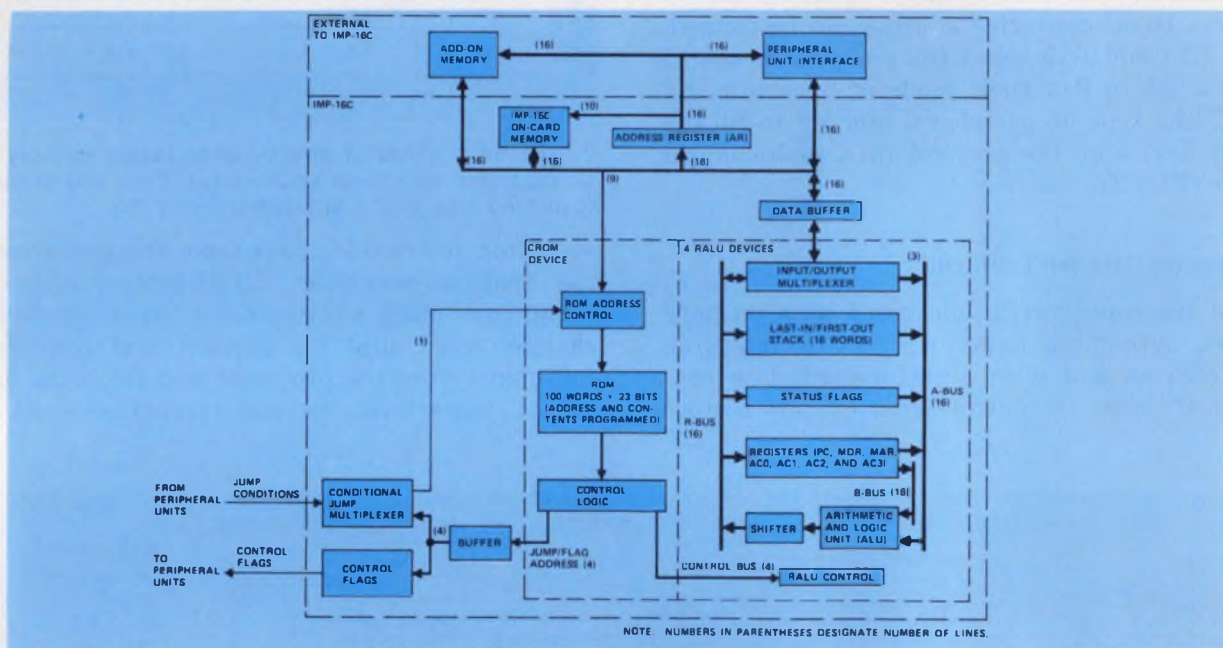 EXTERNAL
TO IMP-16C
ADD-ON
MEMORY
(16)
(16)
PERIPHERAL
UNIT INTERFACE
IMP-16C
(10)
(16)
IMP-16C
ON-CARD
MEMORY
ADDRESS REGISTER (AR)
(16)
(16)
(16)
(16)
(9)
(16)
DATA BUFFER
CROM
DEVICE
4 RALU DEVICES
(3)
INPUT/OUTPUT
MULTIPLEXER
ROM ADDRESS
CONTROL
LAST-IN/FIRST-OUT
STACK (16 WORDS)
(1)
STATUS FLAGS
A-BUS
(16)
ROM
100 WORDS × 23 BITS
(ADDRESS AND CON-
TENTS PROGRAMMED)
R-BUS
(16)
REGISTERS (PC, MDR, MAR,
AC0, AC1, AC2, AND AC3)
FROM
PERIPHERAL
UNITS
JUMP
CONDITIONS
CONDITIONAL
JUMP
MULTIPLEXER
CONTROL
LOGIC
B-BUS (16)
SHIFTER
ARITHMETIC
AND LOGIC
UNIT (ALU)
(4)
BUFFER
JUMP/FLAG
ADDRESS (4)
TO
PERIPHERAL
UNITS
CONTROL
FLAGS
CONTROL
FLAGS
CONTROL BUS (4)
RALU CONTROL
NOTE: NUMBERS IN PARENTHESES DESIGNATE NUMBER OF LINES.